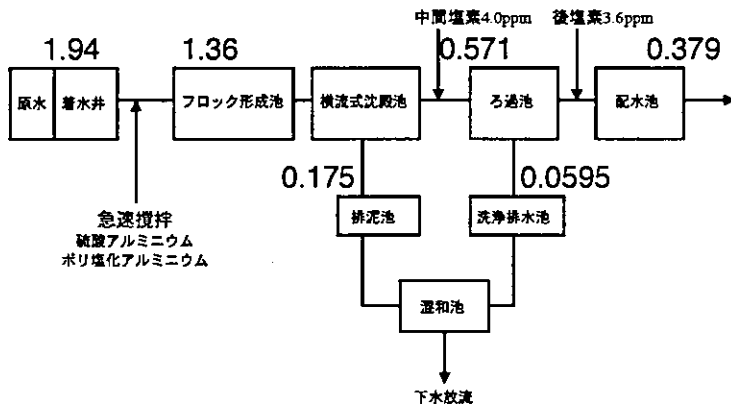 中間塩素4.0ppm
後塩素3.6ppm
1.94
1.36
0.571
0.379
原水
着水井
フロック形成池
横流式沈殿池
ろ過池
配水池
0.175
0.0595
急速撹拌
硫酸アルミニウム
ポリ塩化アルミニウム
排泥池
洗浄排水池
混和池
下水放流